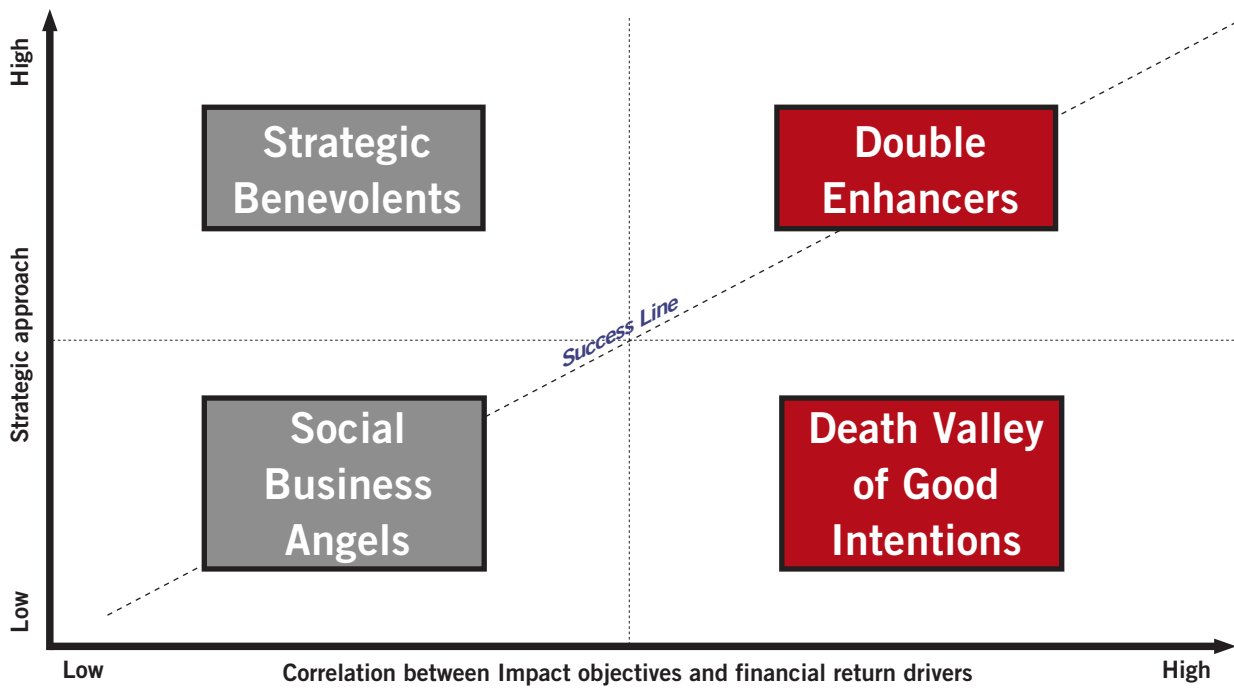 High
Strategic approach
Low
Strategic
Benevolents
Double
Enhancers
Success Line
Social
Business
Angels
Death Valley
of Good
Intentions
Low
Correlation between Impact objectives and financial return drivers
High